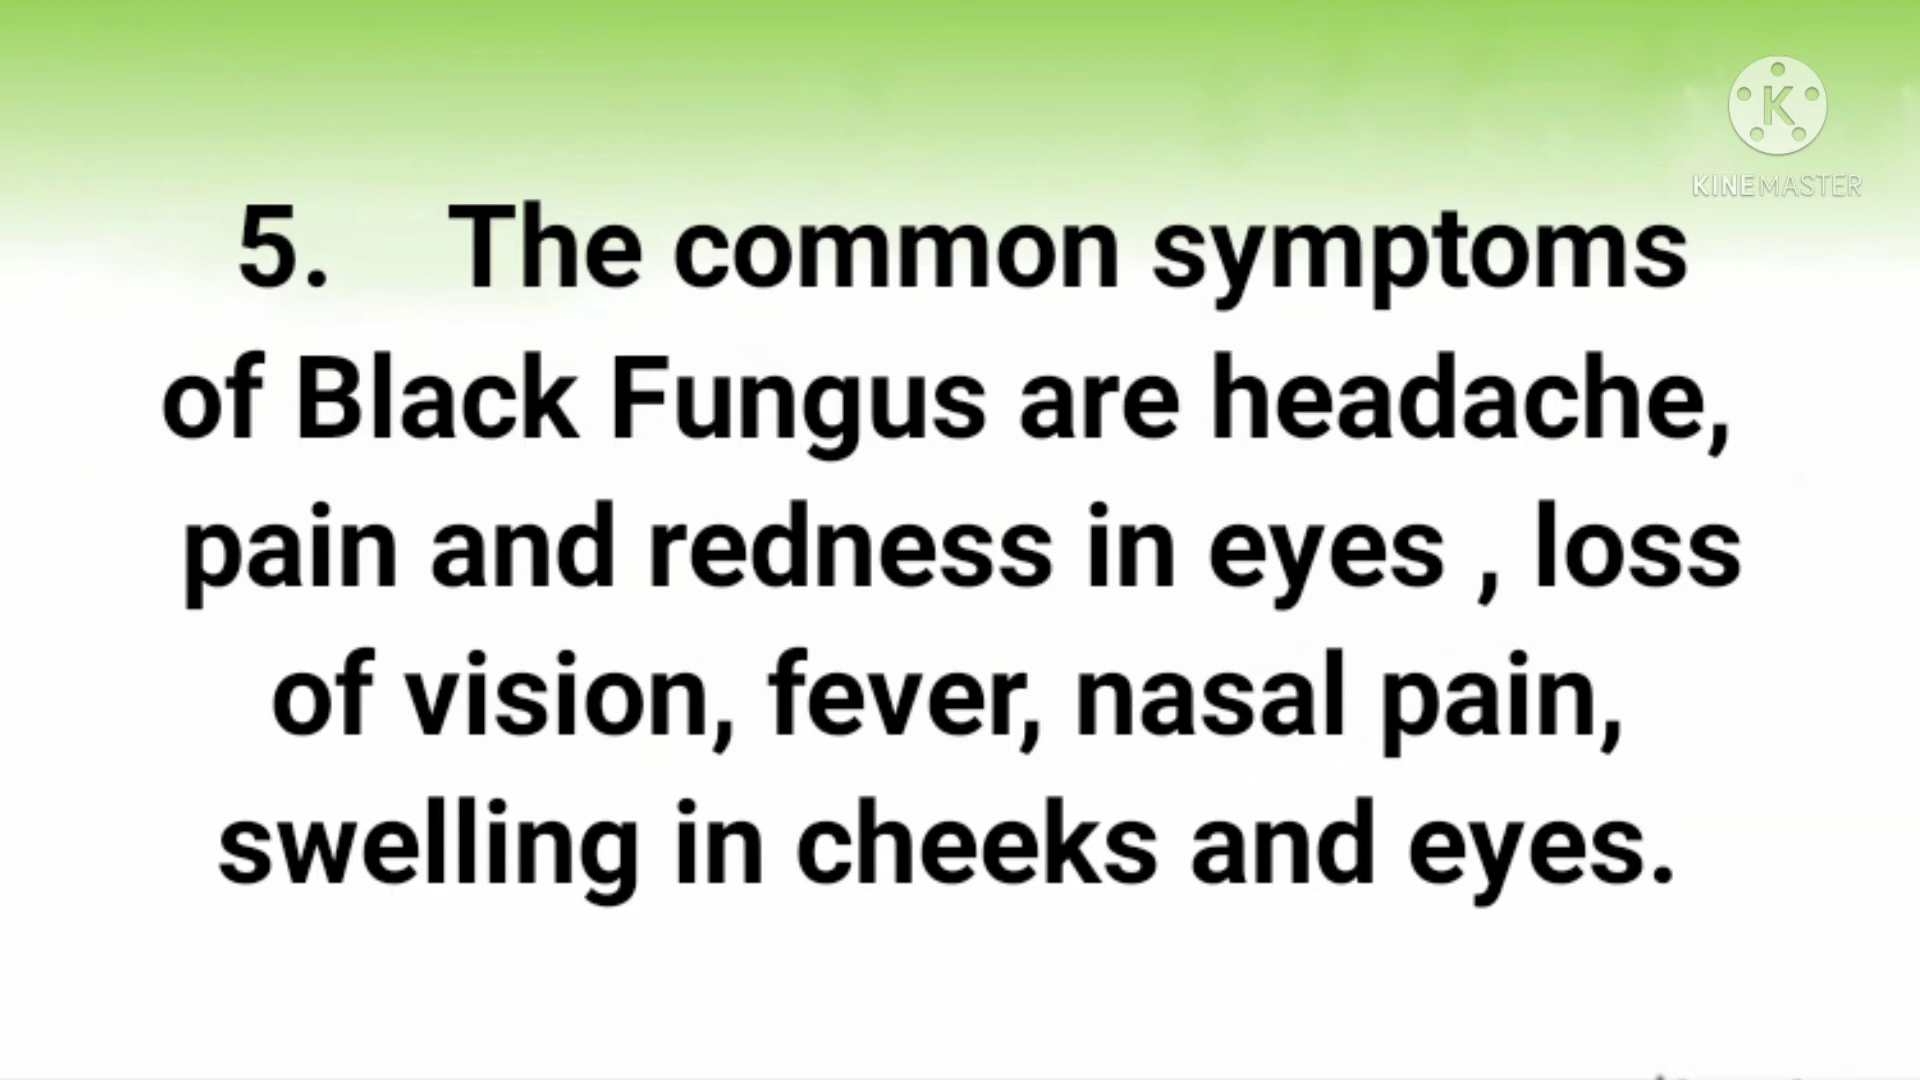 KINEMASTER
5. The common symptoms
of Black Fungus are headache,
pain and redness in eyes , loss
of vision, fever, nasal pain,
swelling in cheeks and eyes.